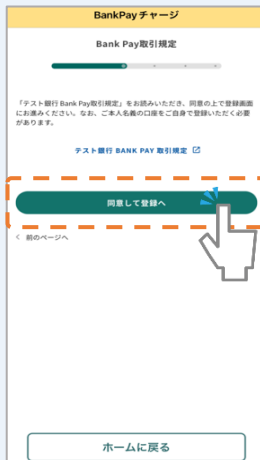 BankPayチャージ
Bank Pay取引規定
「テスト銀行 Bank Pay取引規定」をお読みいただき、同意の上で登録画面
にお進みください。なお、ご本人名義の口座をご自身で登録いただく必要
があります。
テスト銀行 BANK PAY 取引規定
同意して登録へ
< 前のページへ
ホームに戻る